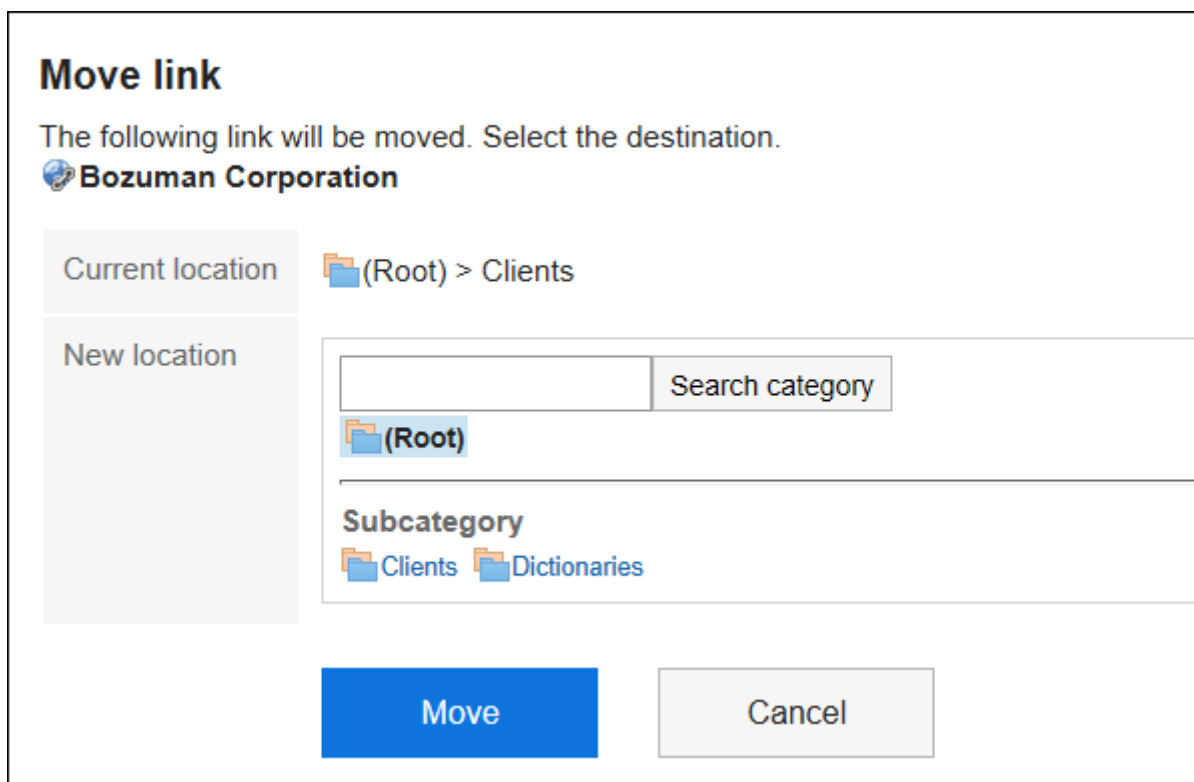 Move link
The following link will be moved. Select the destination.
Bozuman Corporation
Current location
(Root) > Clients
New location
Search category
(Root)
Subcategory
Clients Dictionaries
Move Cancel